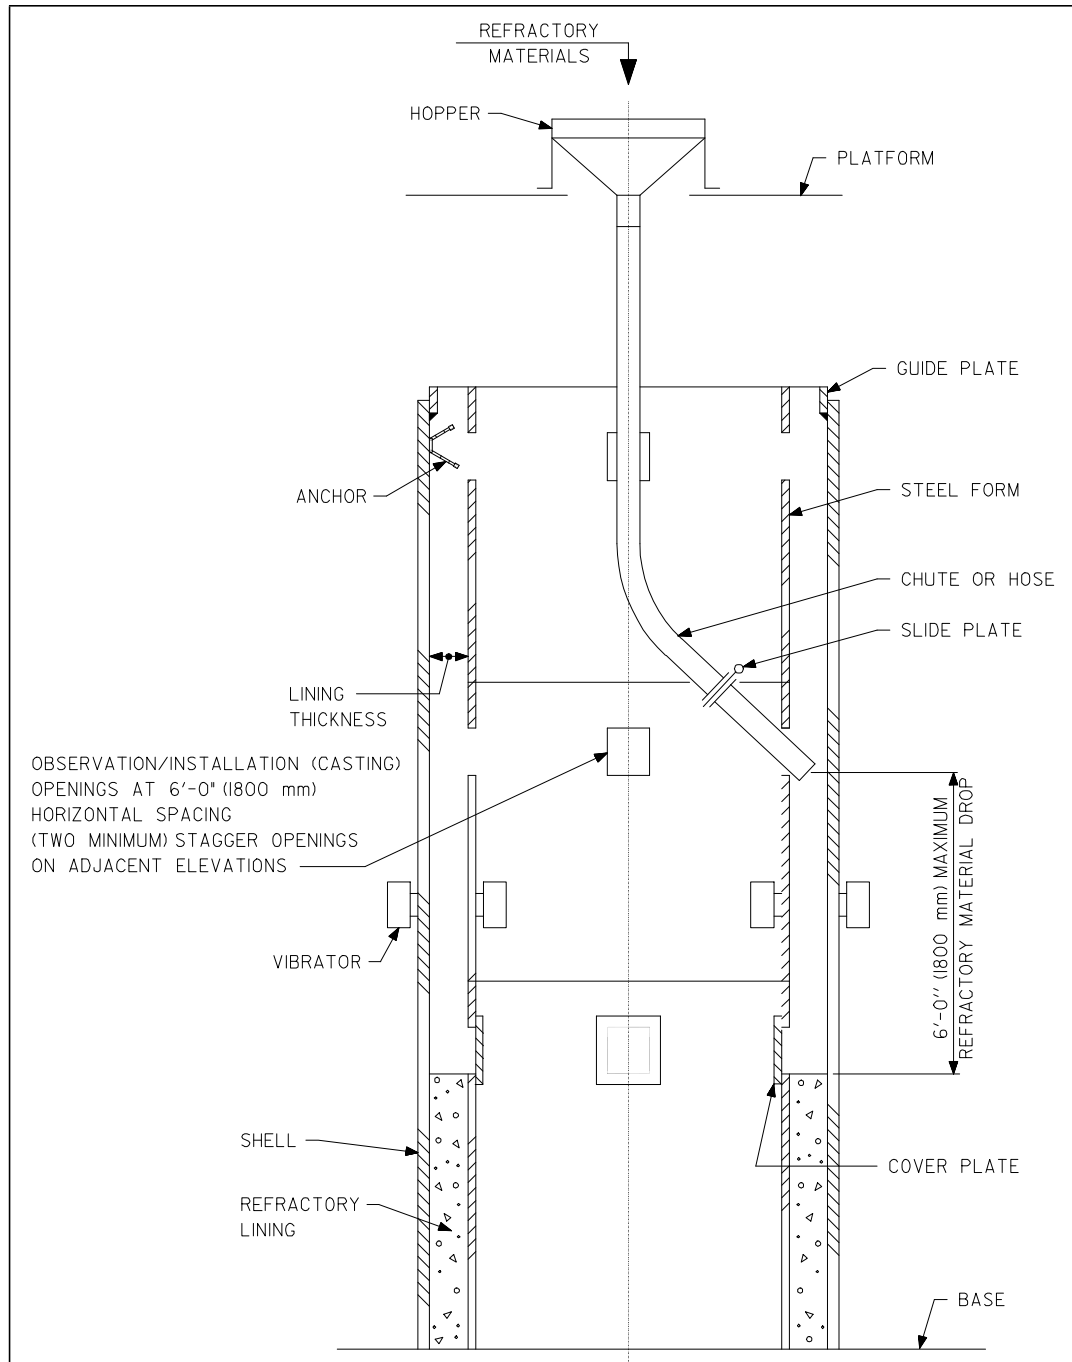 REFRACTORY
MATERIALS
HOPPER
PLATFORM
GUIDE PLATE
ANCHOR
STEEL FORM
CHUTE OR HOSE
SLIDE PLATE
LINING
THICKNESS
OBSERVATION/INSTALLATION (CASTING)
OPENINGS AT 6'-0" (1800 mm)
HORIZONTAL SPACING
(TWO MINIMUM) STAGGER OPENINGS
ON ADJACENT ELEVATIONS
6'-0'' (1800 mm) MAXIMUM
REFRACTORY MATERIAL DROP
VIBRATOR
SHELL
COVER PLATE
REFRACTORY
LINING
BASE